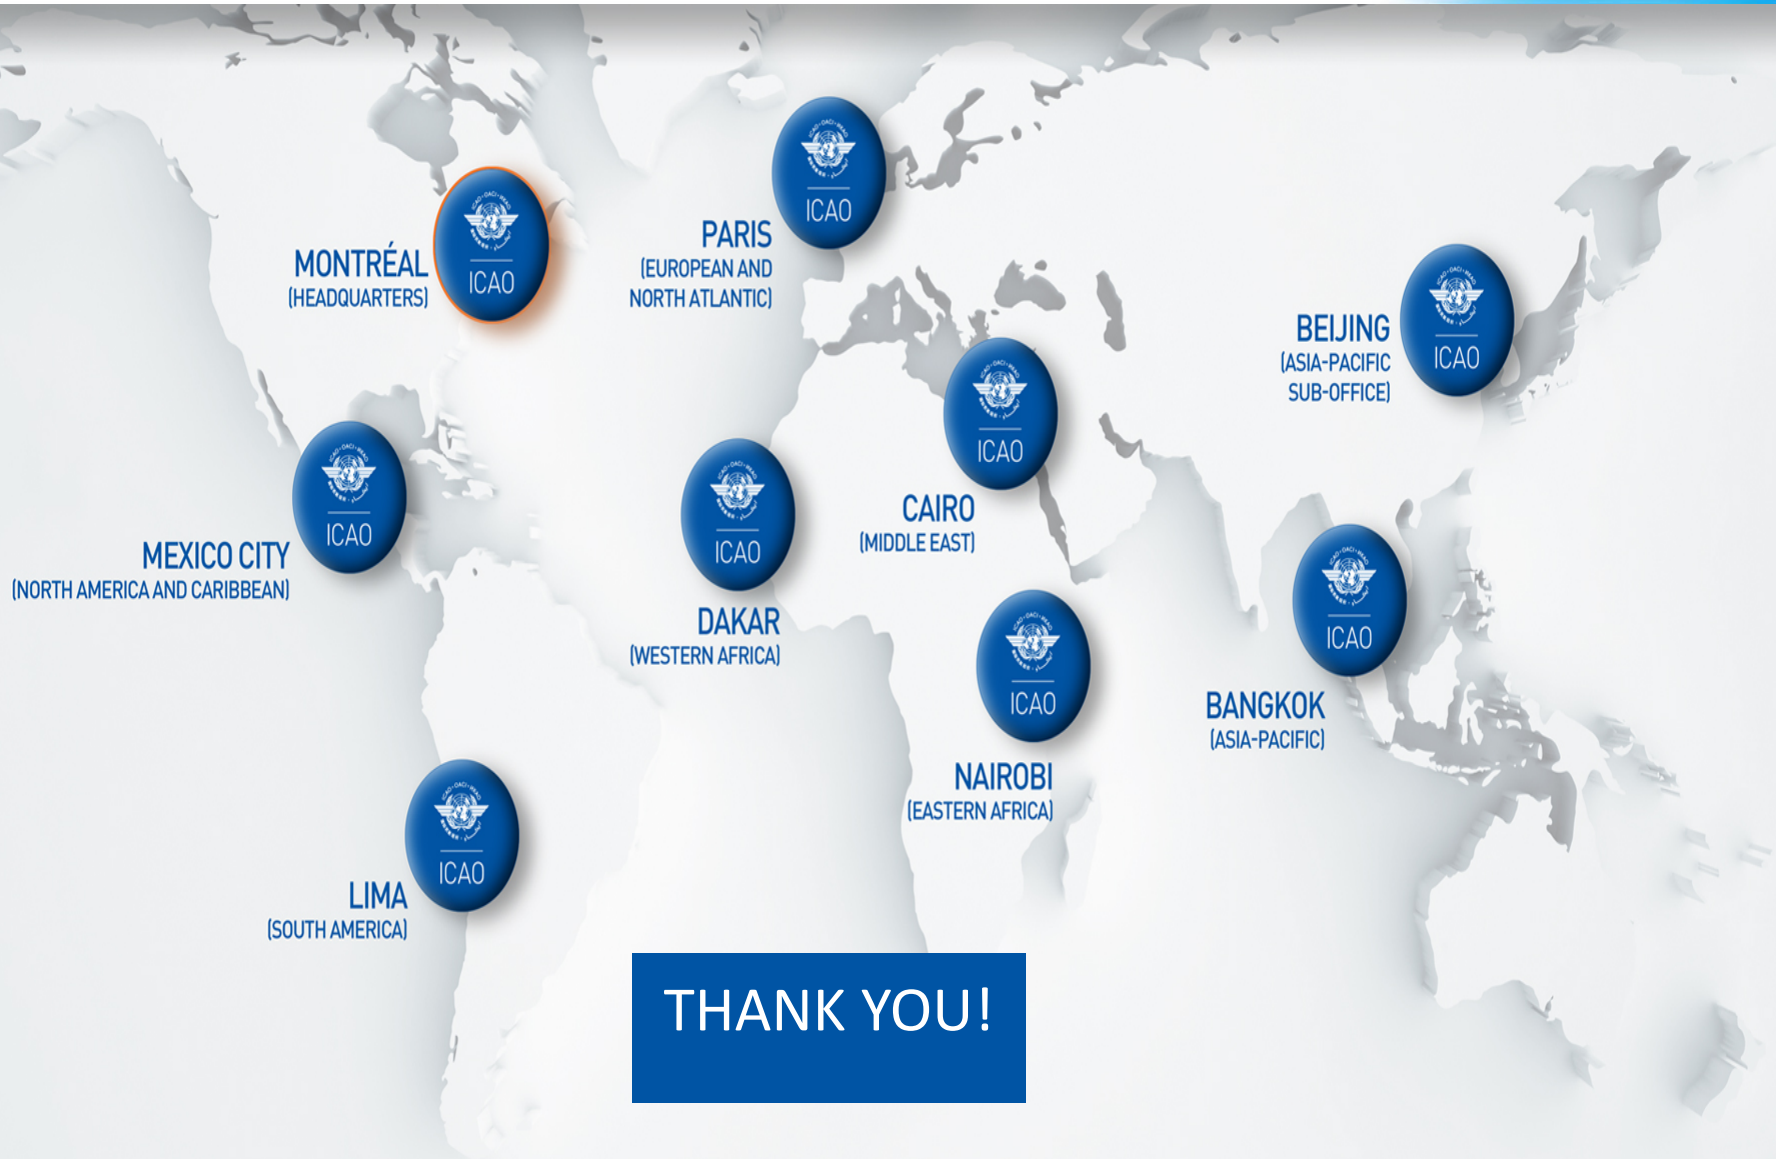 ICAO
PARIS
(EUROPEAN AND
NORTH ATLANTIC)
ICAO · OACI · ИКАО
ICAO
MONTRÉAL
(HEADQUARTERS)
ICAO
BEIJING
(ASIA-PACIFIC
SUB-OFFICE)
ICAO
CAIRO
(MIDDLE EAST)
ICAO
MEXICO CITY
(NORTH AMERICA AND CARIBBEAN)
ICAO
DAKAR
(WESTERN AFRICA)
ICAO
BANGKOK
(ASIA-PACIFIC)
ICAO
NAIROBI
(EASTERN AFRICA)
ICAO
LIMA
(SOUTH AMERICA)
THANK YOU!